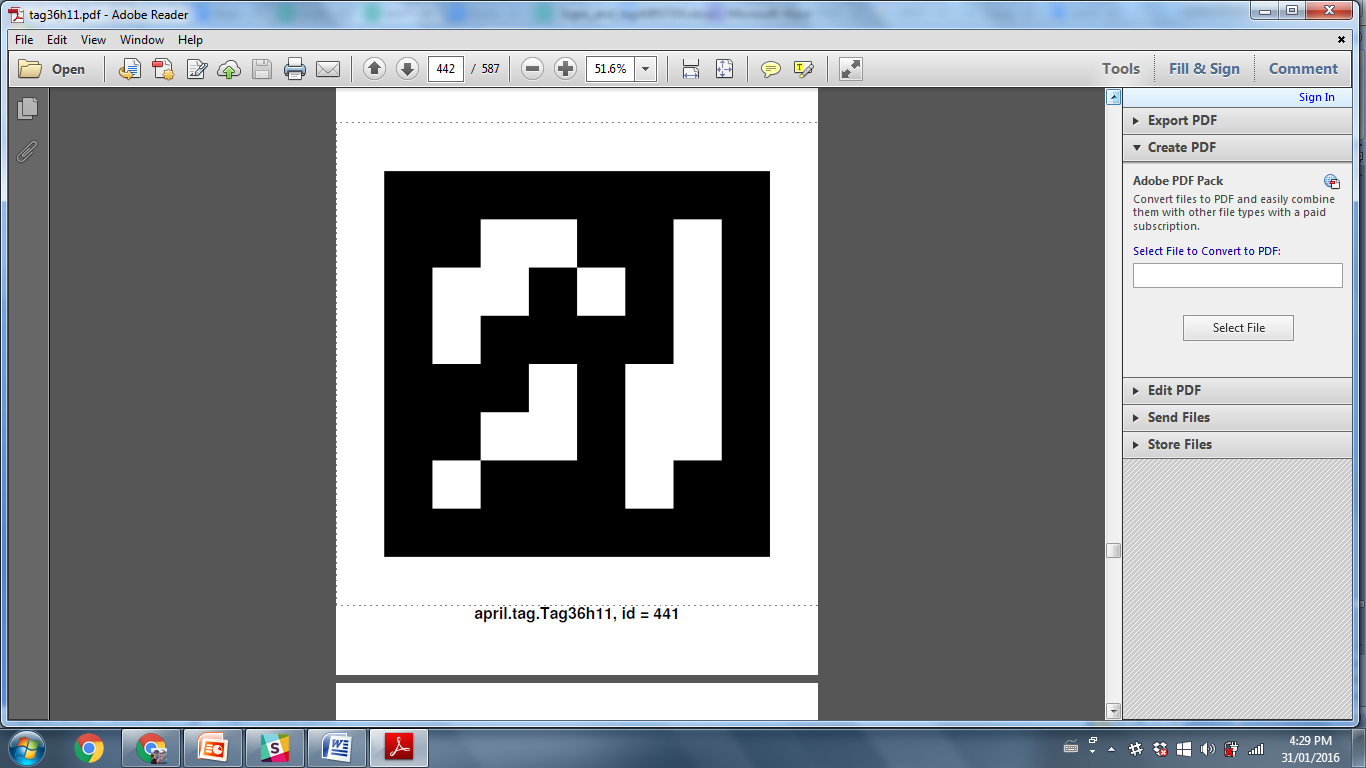 tag36h11.pdf - Adobe Reader
File Edit View Window Help
Open 442 / 587 51.6% Tools Fill & Sign Comment
Sign In
Export PDF
Create PDF
Adobe PDF Pack
Convert files to PDF and easily combine
them with other file types with a paid
subscription.
Select File to Convert to PDF:
Select File
Edit PDF
Send Files
Store Files
april.tag.Tag36h11, id = 441
4:29 PM
31/01/2016